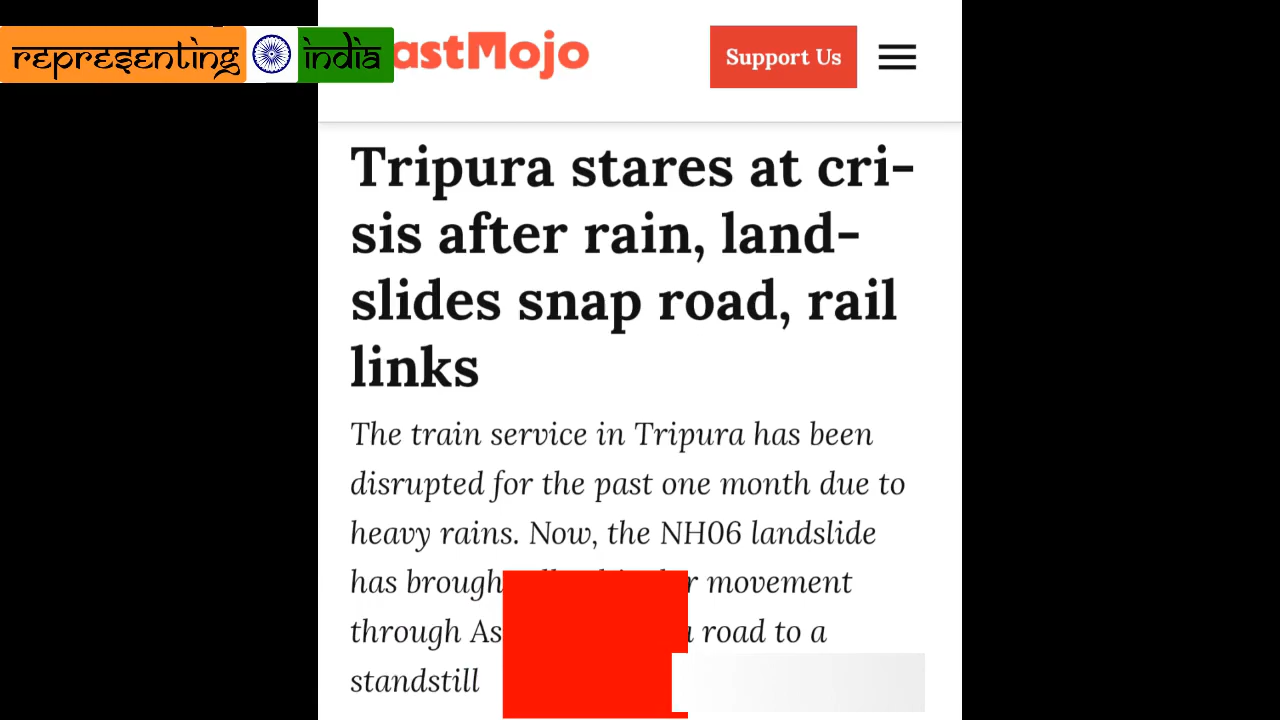 representing india
astMojo
Support Us
Tripura stares at cri-
sis after rain, land-
slides snap road, rail
links
The train service in Tripura has been
disrupted for the past one month due to
heavy rains. Now, the NH06 landslide
has movement
through road to a
standstill